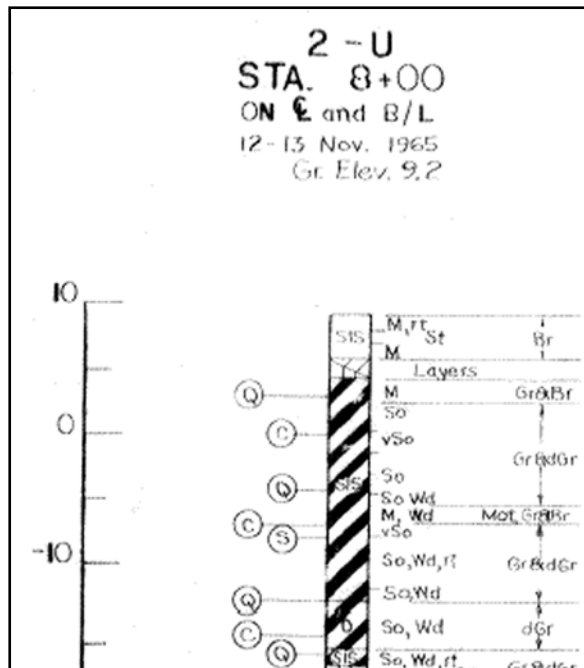 2-U
STA. 8+00
ON ℄ and B/L
12-13 Nov. 1965
Gr. Elev. 9.2
10
SIS M, rt St Br
M
Layers
Q M Gr&Br
So
0 C vSo
Gr&dGr
Q SIS So
So, Wd
C M, Wd Mot, Gr&Br
S vSo
-10 So, Wd, rt Gr&dGr
Q So, Wd
C So, Wd dGr
Q SIS So, Wd, rt Gr&dGr